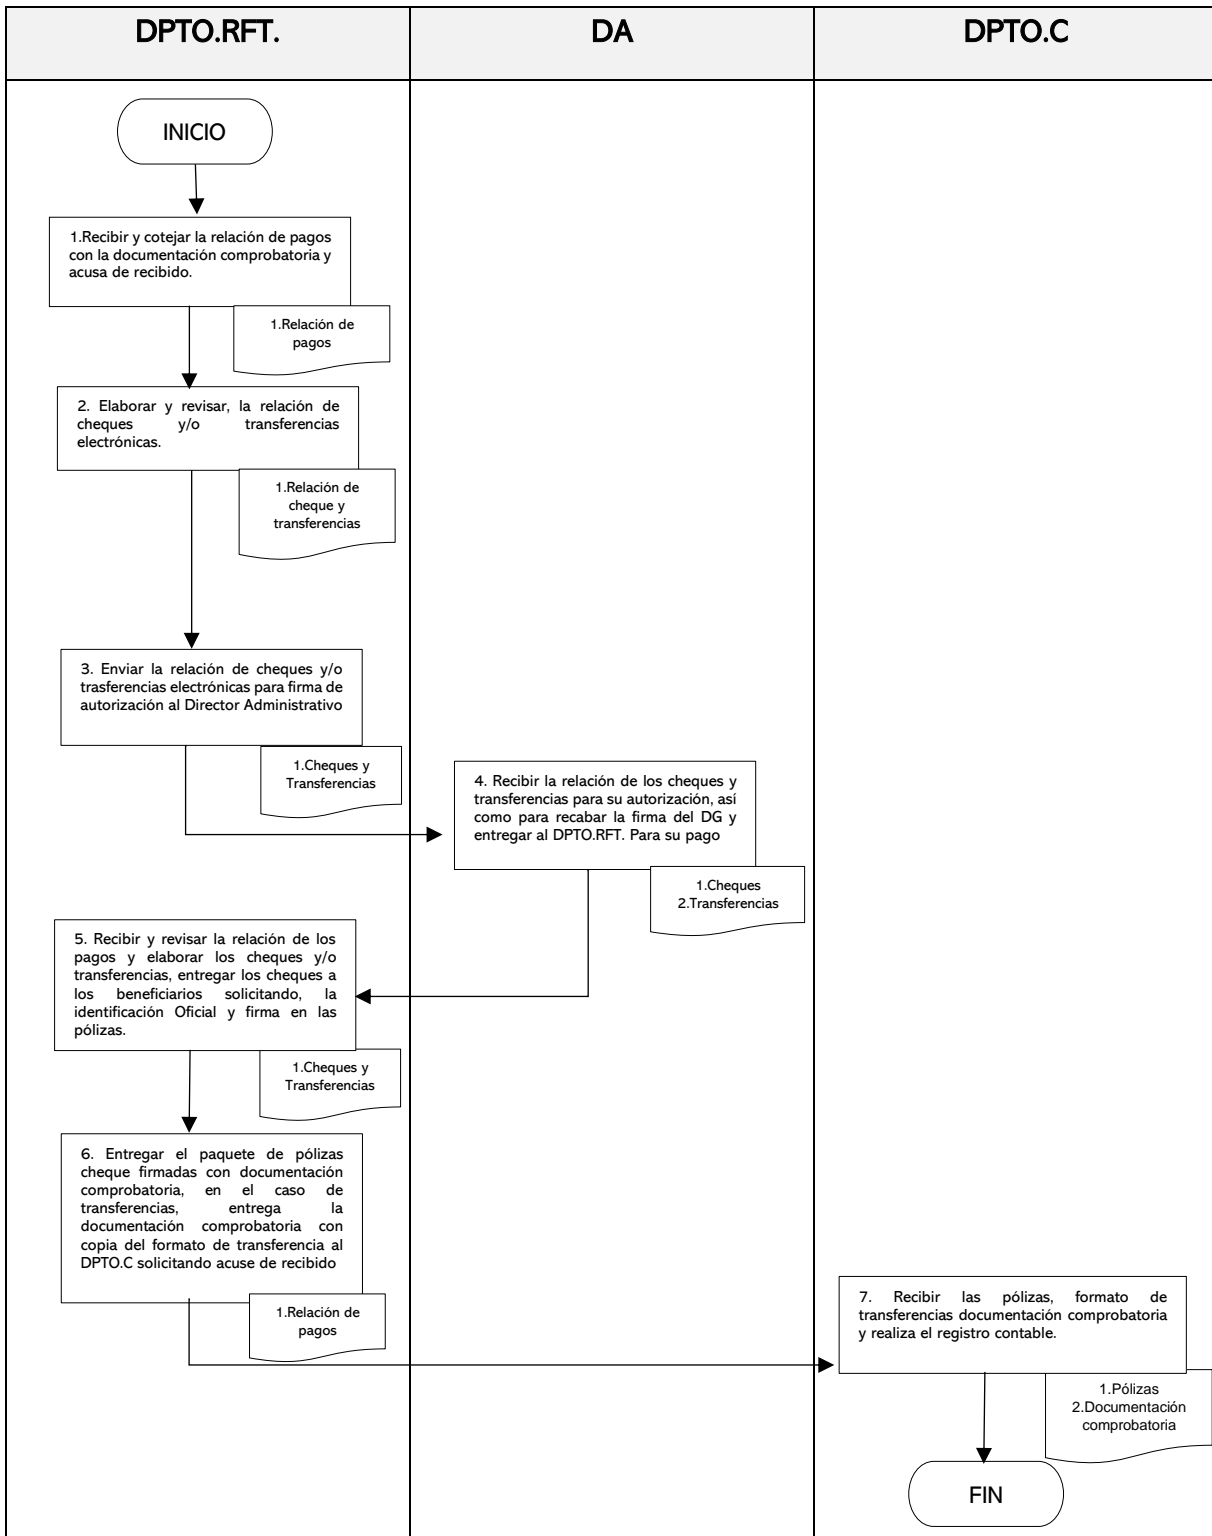 DPTO.RFT.
DA
DPTO.C
INICIO
1.Recibir y cotejar la relación de pagos
con la documentación comprobatoria y
acusa de recibido.
1.Relación de
pagos
2. Elaborar y revisar, la relación de
cheques y/o transferencias
electrónicas.
1.Relación de
cheque y
transferencias
3. Enviar la relación de cheques y/o
trasferencias electrónicas para firma de
autorización al Director Administrativo
1.Cheques y
Transferencias
4. Recibir la relación de los cheques y
transferencias para su autorización, así
como para recabar la firma del DG y
entregar al DPTO.RFT. Para su pago
1.Cheques
2.Transferencias
5. Recibir y revisar la relación de los
pagos y elaborar los cheques y/o
transferencias, entregar los cheques a
los beneficiarios solicitando, la
identificación Oficial y firma en las
pólizas.
1.Cheques y
Transferencias
6. Entregar el paquete de pólizas
cheque firmadas con documentación
comprobatoria, en el caso de
transferencias, entrega la
documentación comprobatoria con
copia del formato de transferencia al
DPTO.C solicitando acuse de recibido
1.Relación de
pagos
7. Recibir las pólizas, formato de
transferencias documentación comprobatoria
y realiza el registro contable.
1.Pólizas
2.Documentación
comprobatoria
FIN